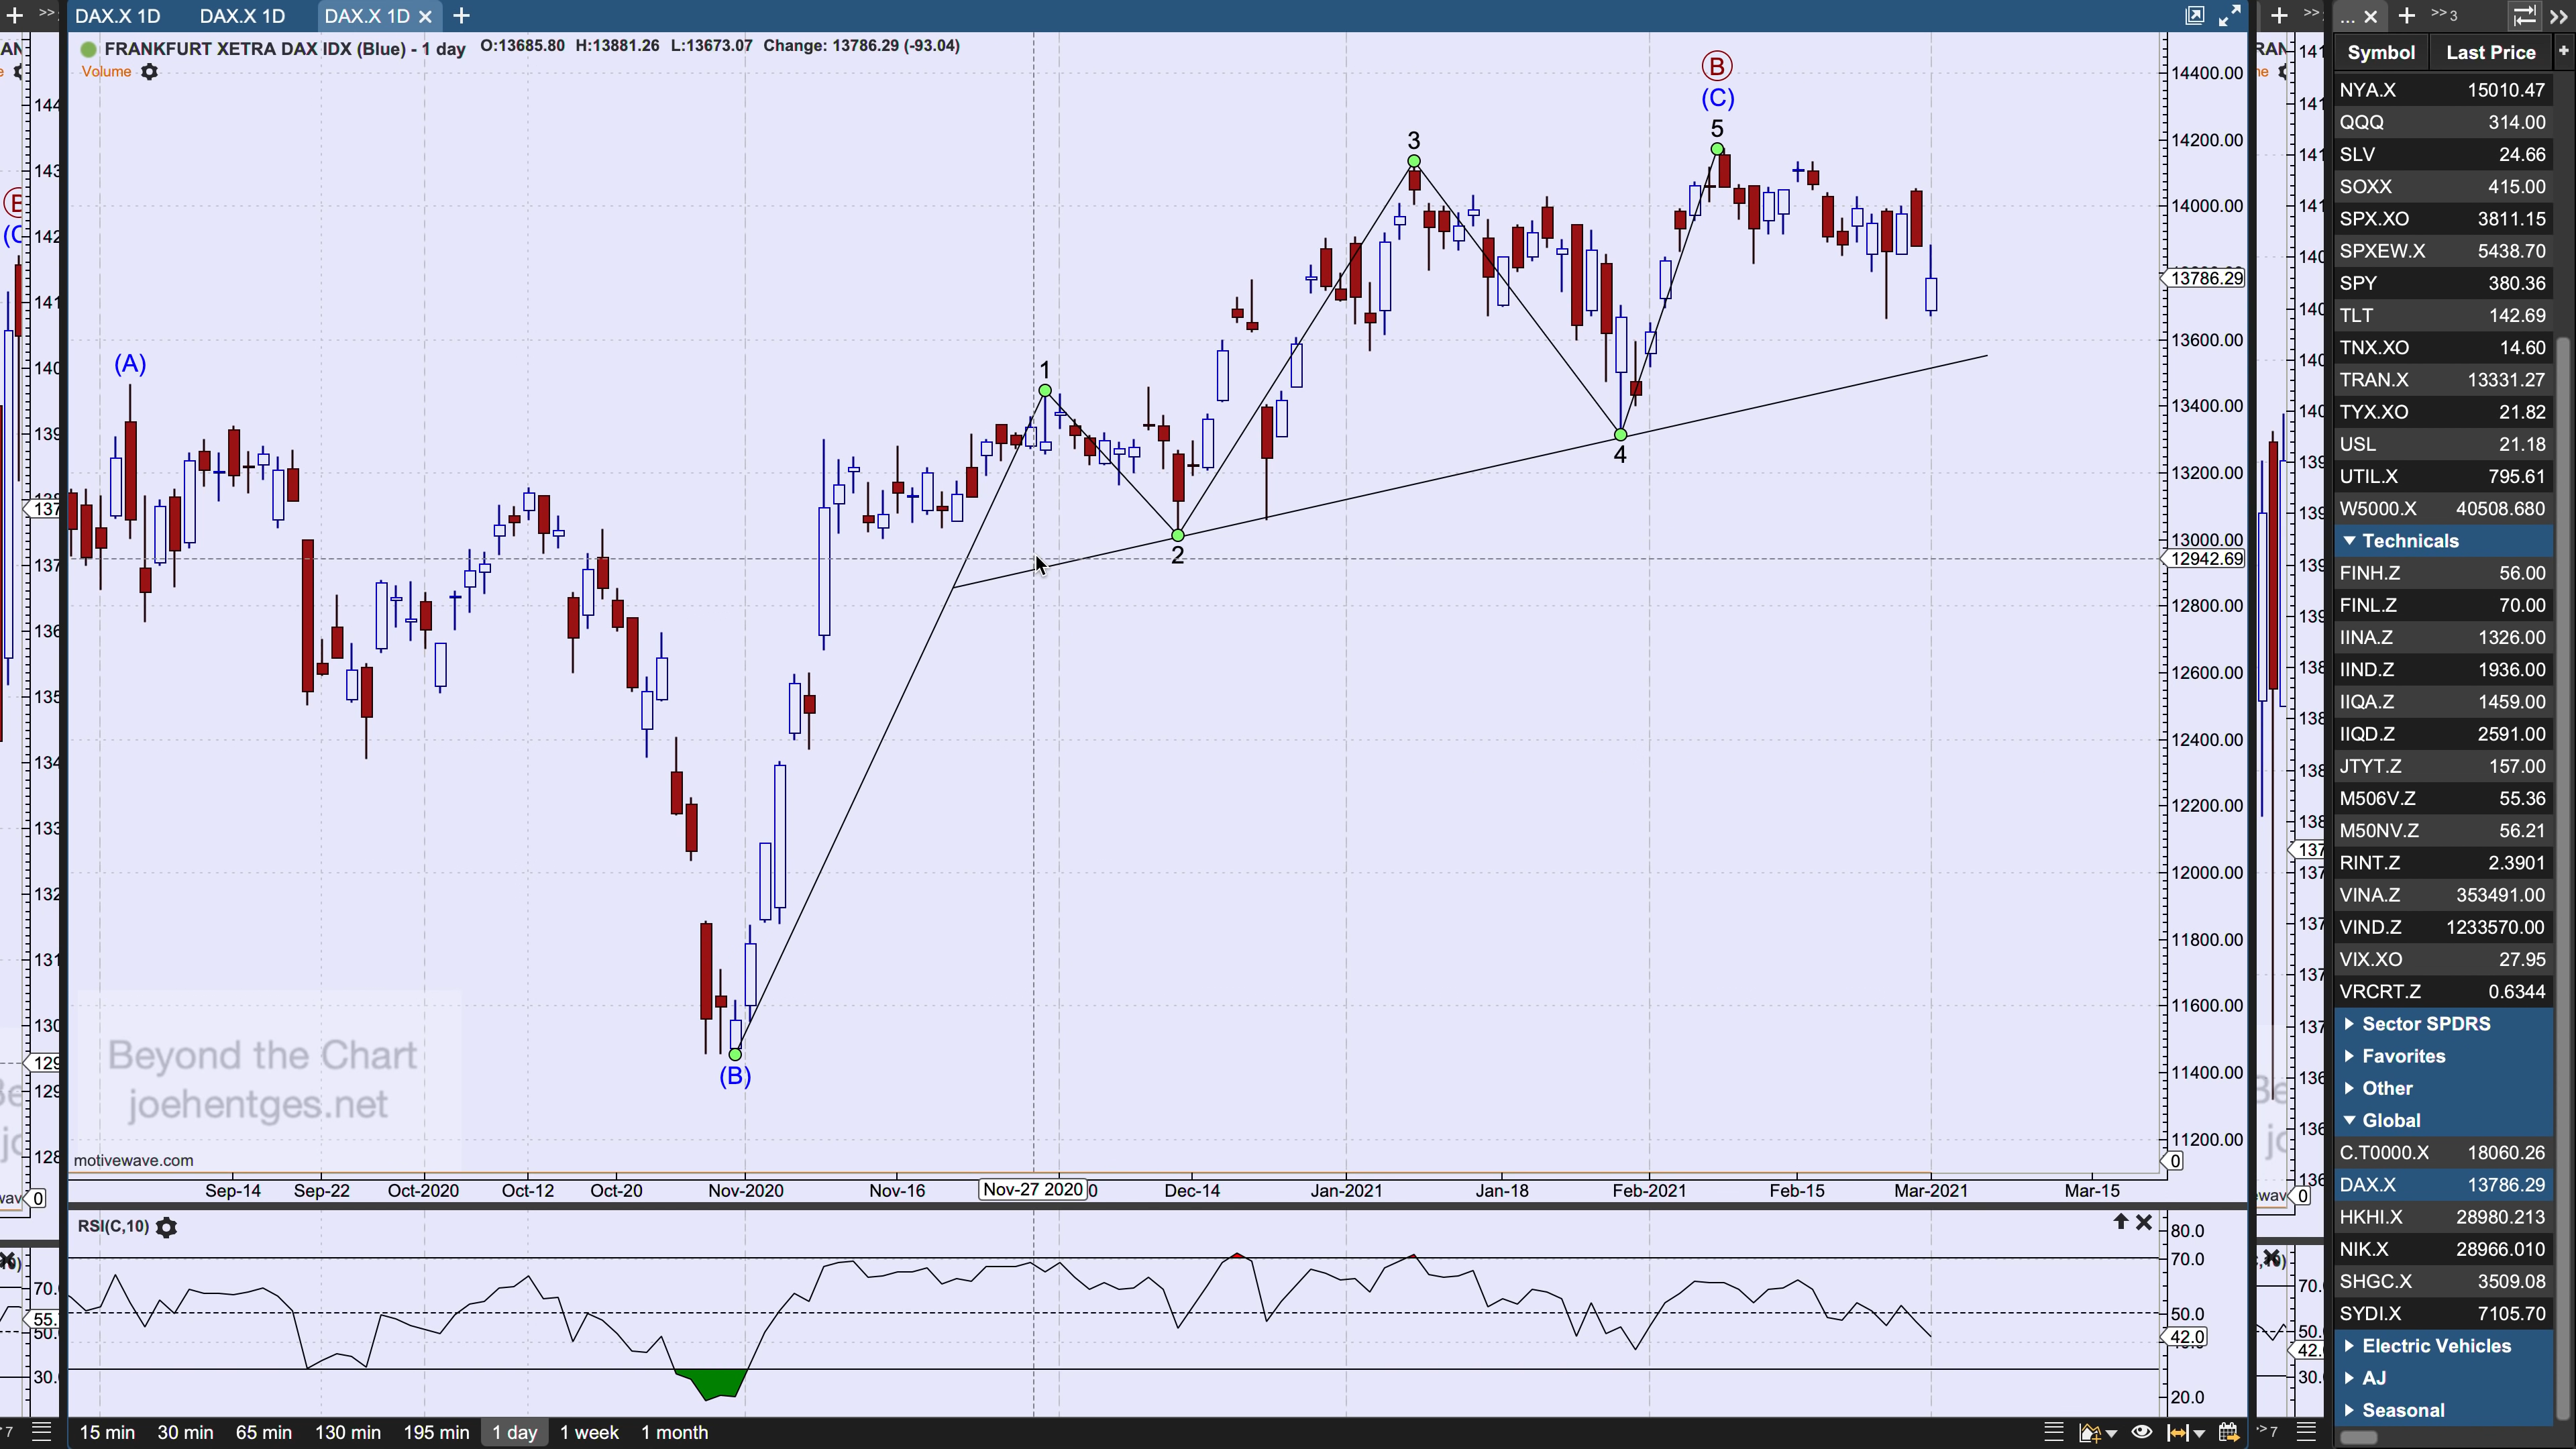 DAX.X 1D DAX.X 1D DAX.X 1D
FRANKFURT XETRA DAX IDX (Blue) - 1 day O:13685.80 H:13881.26 L:13673.07 Change: 13786.29 (-93.04)
Volume
B
(C)
5
3
(A)
1
4
2
(B)
14400.00
14200.00
14000.00
13786.29
13600.00
13400.00
13200.00
13000.00
12942.69
12800.00
12600.00
12400.00
12200.00
12000.00
11800.00
11600.00
11400.00
11200.00
0
Beyond the Chart
joehentges.net
motivewave.com
Sep-14 Sep-22 Oct-2020 Oct-12 Oct-20 Nov-2020 Nov-16 Nov-27 2020 Dec-14 Jan-2021 Jan-18 Feb-2021 Feb-15 Mar-2021 Mar-15
RSI(C,10)
80.0
70.0
50.0
42.0
20.0
15 min 30 min 65 min 130 min 195 min 1 day 1 week 1 month
Symbol Last Price
NYA.X 15010.47
QQQ 314.00
SLV 24.66
SOXX 415.00
SPX.XO 3811.15
SPXEW.X 5438.70
SPY 380.36
TLT 142.69
TNX.XO 14.60
TRAN.X 13331.27
TYX.XO 21.82
USL 21.18
UTIL.X 795.61
W5000.X 40508.680
Technicals
FINH.Z 56.00
FINL.Z 70.00
IINA.Z 1326.00
IIND.Z 1936.00
IIQA.Z 1459.00
IIQD.Z 2591.00
JTYT.Z 157.00
M506V.Z 55.36
M50NV.Z 56.21
RINT.Z 2.3901
VINA.Z 353491.00
VIND.Z 1233570.00
VIX.XO 27.95
VRCRT.Z 0.6344
Sector SPDRS
Favorites
Other
Global
C.T0000.X 18060.26
DAX.X 13786.29
HKHI.X 28980.213
NIK.X 28966.010
SHGC.X 3509.08
SYDI.X 7105.70
Electric Vehicles
AJ
Seasonal